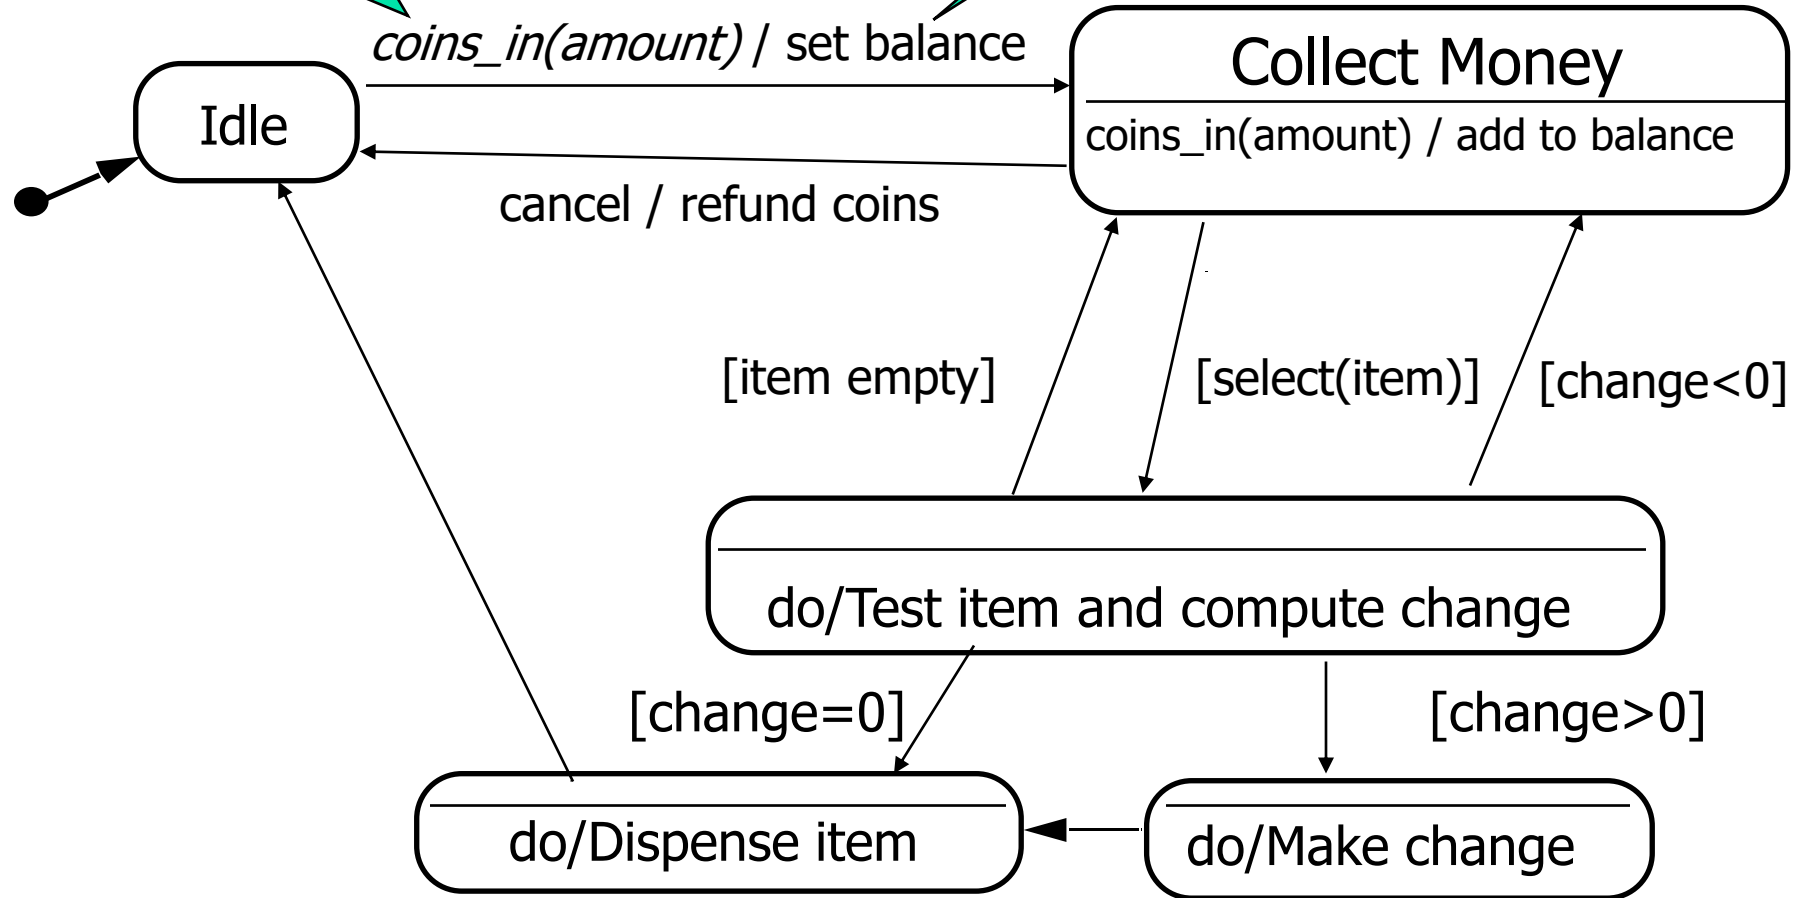 coins_in(amount) / set balance
Collect Money
Idle
coins_in(amount) / add to balance
cancel / refund coins
[item empty]
[select(item)]
[change<0]
do/Test item and compute change
[change=0]
[change>0]
do/Dispense item
do/Make change